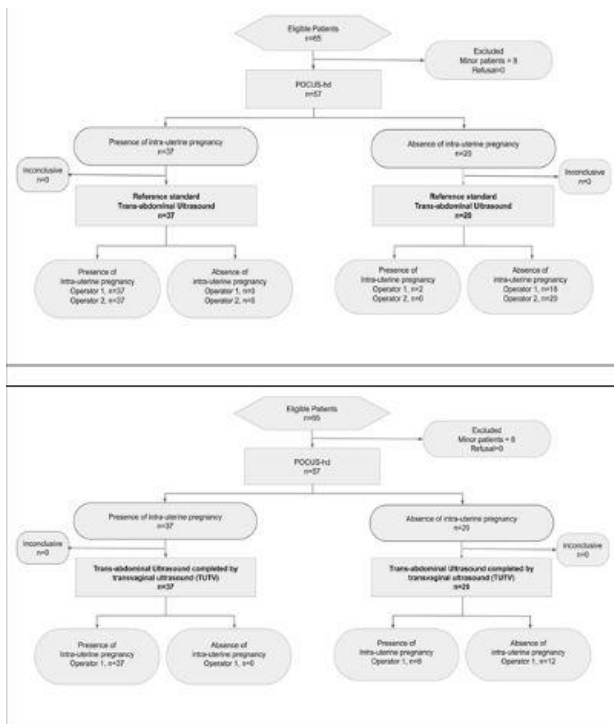 Eligible Patients
n=65
Excluded
Minor patients = 8
Refusal=0
POCUS-hd
n=57
Presence of intra-uterine pregnancy
n=37
Absence of intra-uterine pregnancy
n=20
Inconclusive
n=0
Inconclusive
n=0
Reference standard
Trans-abdominal Ultrasound
n=37
Reference standard
Trans-abdominal Ultrasound
n=20
Presence of
Intra-uterine pregnancy
Operator 1, n=37
Operator 2, n=37
Absence of
intra-uterine pregnancy
Operator 1, n=0
Operator 2, n=0
Presence of
Intra-uterine pregnancy
Operator 1, n=2
Operator 2, n=0
Absence of
intra-uterine pregnancy
Operator 1, n=18
Operator 2, n=20
Eligible Patients
n=65
Excluded
Minor patients = 8
Refusal=0
POCUS-hd
n=57
Presence of intra-uterine pregnancy
n=37
Absence of intra-uterine pregnancy
n=20
Inconclusive
n=0
Inconclusive
n=0
Trans-abdominal Ultrasound completed by
transvaginal ultrasound (TUTV)
n=37
Trans-abdominal Ultrasound completed by
transvaginal ultrasound (TUTV)
n=20
Presence of
Intra-uterine pregnancy
Operator 1, n=37
Absence of
intra-uterine pregnancy
Operator 1, n=0
Presence of
Intra-uterine pregnancy
Operator 1, n=8
Absence of
intra-uterine pregnancy
Operator 1, n=12